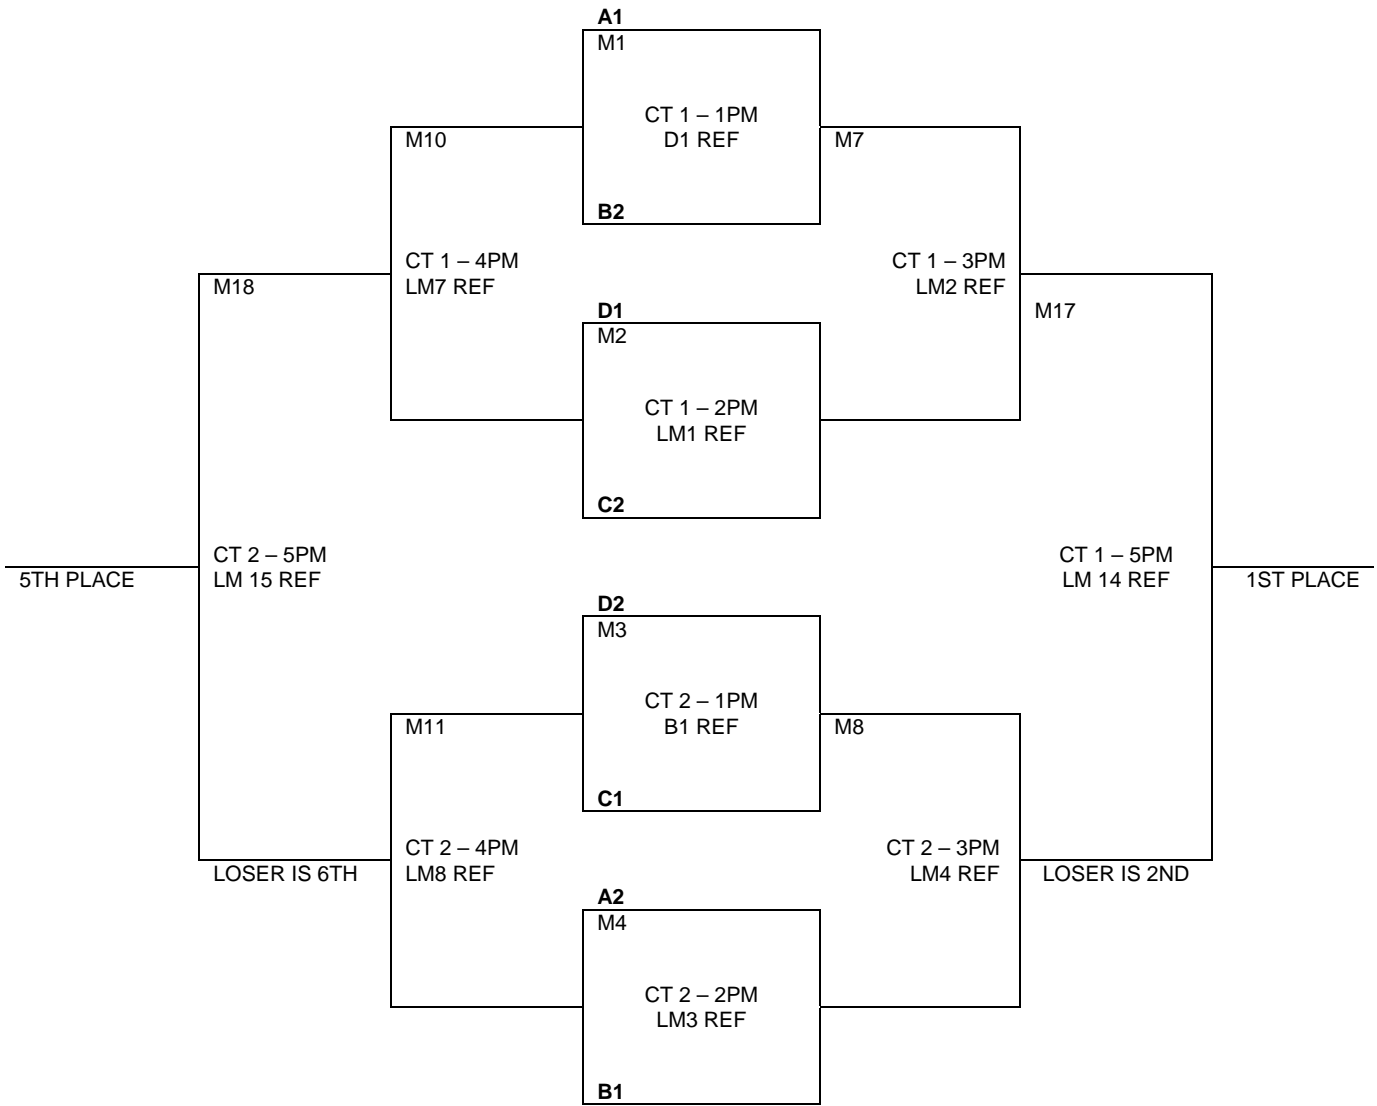 A1
M1
CT 1 – 1PM
D1 REF
M10
M7
B2
CT 1 – 4PM
LM7 REF
CT 1 – 3PM
LM2 REF
M18
D1
M2
M17
CT 1 – 2PM
LM1 REF
C2
CT 2 – 5PM
LM 15 REF
CT 1 – 5PM
LM 14 REF
5TH PLACE
1ST PLACE
D2
M3
CT 2 – 1PM
B1 REF
M11
M8
C1
CT 2 – 4PM
LM8 REF
CT 2 – 3PM
LM4 REF
LOSER IS 6TH
LOSER IS 2ND
A2
M4
CT 2 – 2PM
LM3 REF
B1